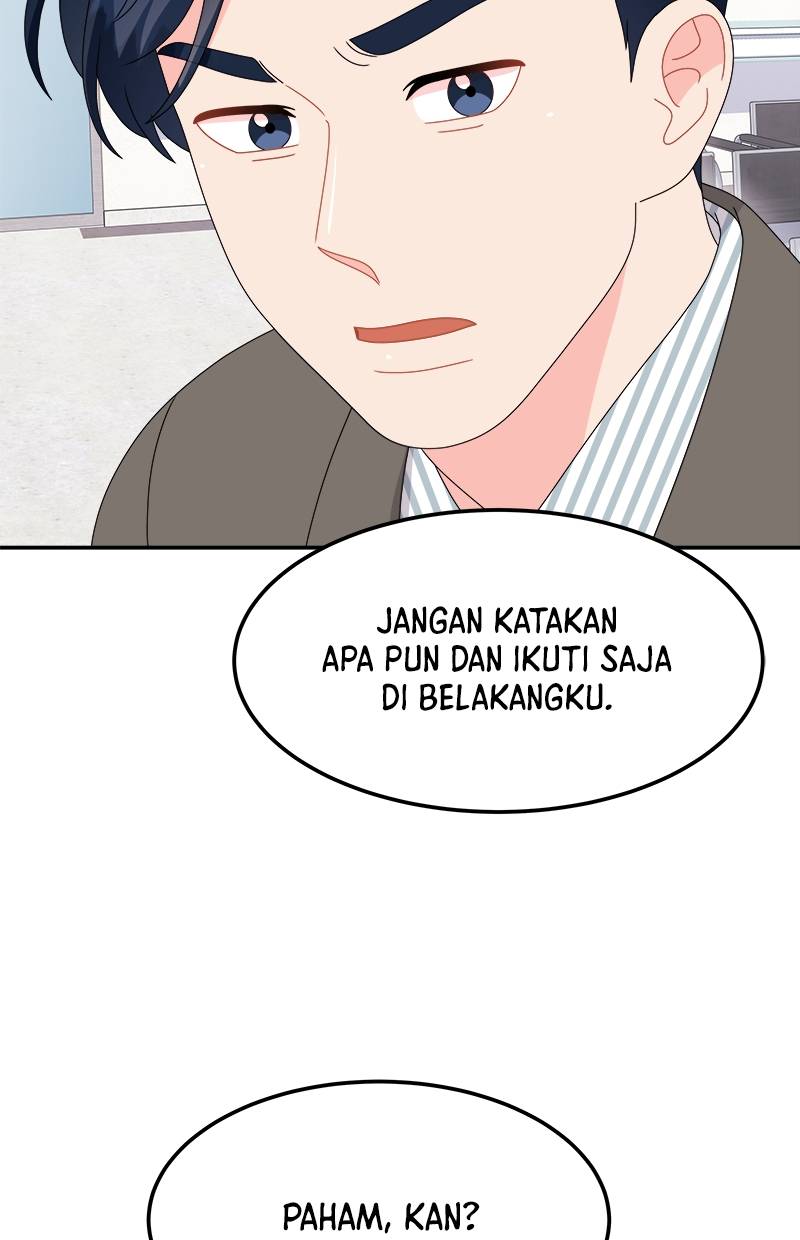 JANGAN KATAKAN
APA PUN DAN IKUTI SAJA
DI BELAKANGKU.
PAHAM, KAN?